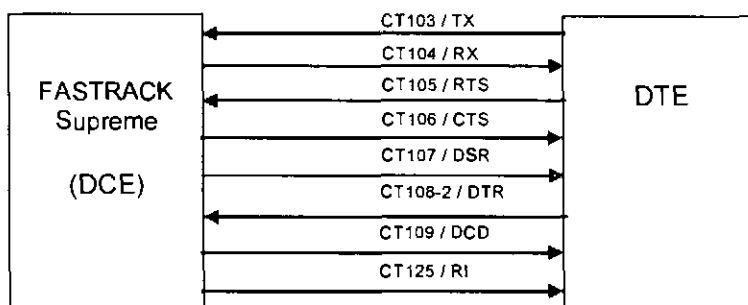 CT103 / TX
CT104 / RX
CT105 / RTS
CT106 / CTS
CT107 / DSR
CT108-2 / DTR
CT109 / DCD
CT125 / RI
FASTRACK
Supreme
(DCE)
DTE